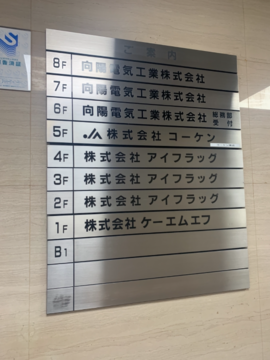 ご案内
8F 向陽電気工業株式会社
7F 向陽電気工業株式会社
6F 向陽電気工業株式会社 総務部 受付
5F 株式会社 コーケン
4F 株式会社 アイフラッグ
3F 株式会社 アイフラッグ
2F 株式会社 アイフラッグ
1F 株式会社 ケーエムエフ
B1